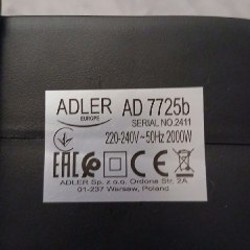 ADLER AD 7725b
EUROPE
SERIAL NO.2411
220-240V ~ 50Hz 2000W
EAC CE
ADLER Sp. z o.o. Ordona Str. 2A
01-237 Warsaw, Poland